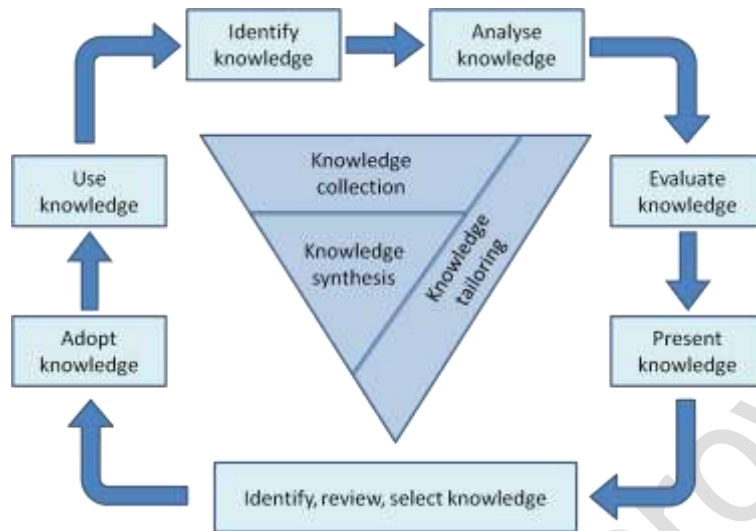 Identify
knowledge
Analyse
knowledge
Use
knowledge
Knowledge
collection
Evaluate
knowledge
Knowledge
synthesis
Knowledge
tailoring
Adopt
knowledge
Present
knowledge
Identify, review, select knowledge